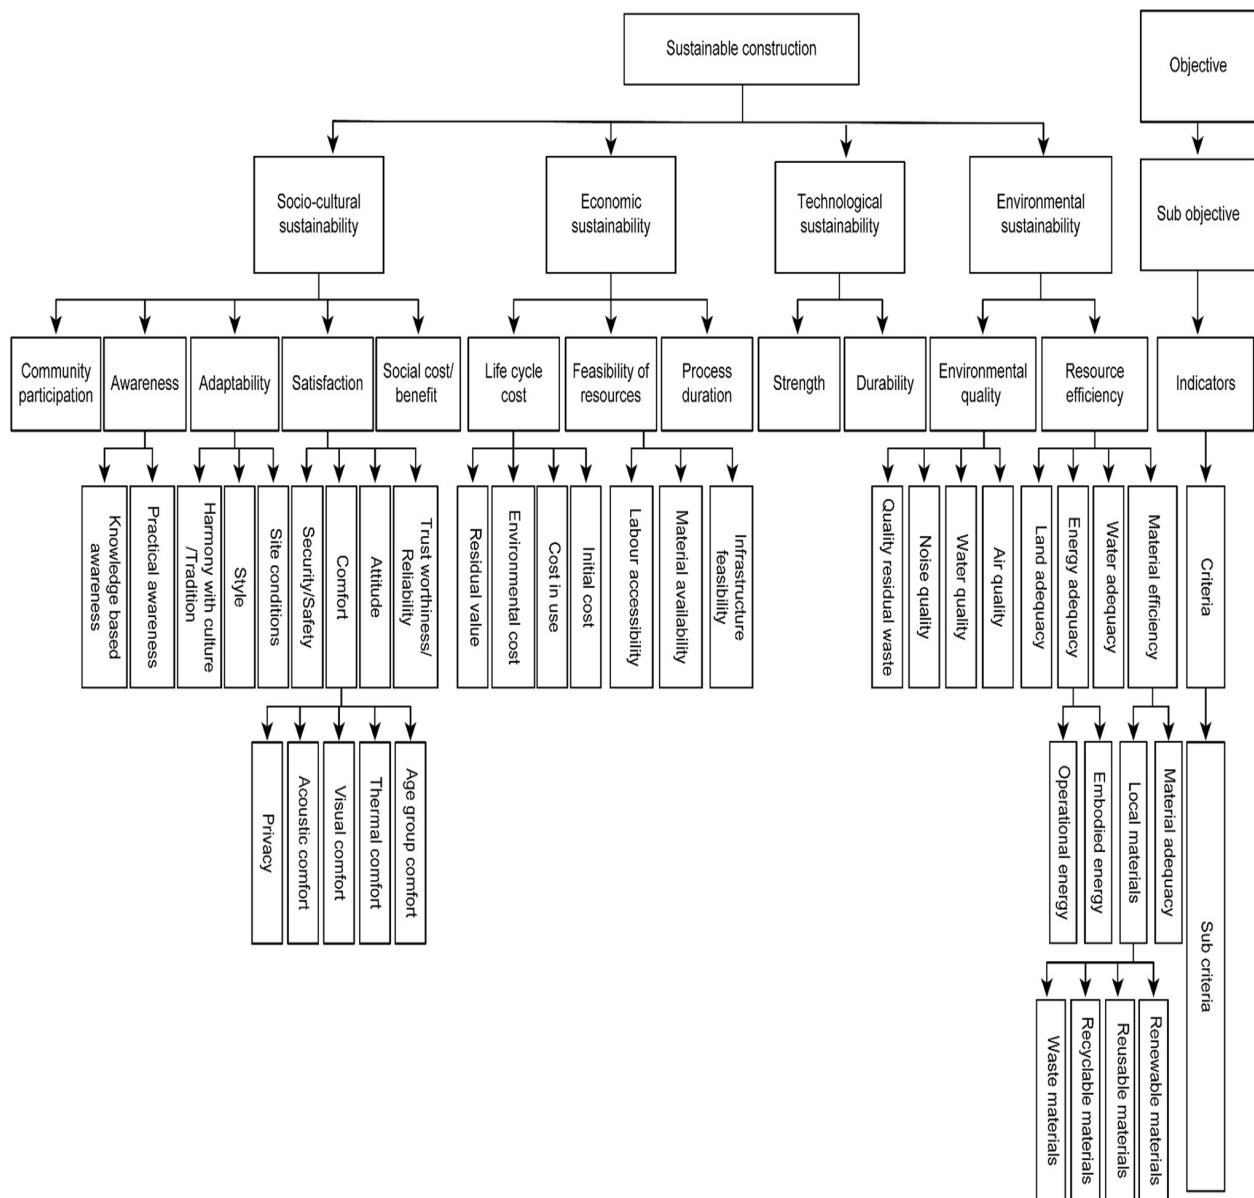 Sustainable construction
Objective
Socio-cultural
sustainability
Economic
sustainability
Technological
sustainability
Environmental
sustainability
Sub objective
Community
participation
Awareness
Adaptability
Satisfaction
Social cost/
benefit
Life cycle
cost
Feasibility of
resources
Process
duration
Strength
Durability
Environmental
quality
Resource
efficiency
Indicators
Knowledge based
awareness
Practical awareness
Harmony with culture
/Tradition
Style
Site conditions
Security/Safety
Comfort
Attitude
Trust worthiness/
Reliability
Residual value
Environmental cost
Cost in use
Initial cost
Labour accessibility
Material availability
Infrastructure
feasibility
Quality residual waste
Noise quality
Water quality
Air quality
Land adequacy
Energy adequacy
Water adequacy
Material efficiency
Criteria
Privacy
Acoustic comfort
Visual comfort
Thermal comfort
Age group comfort
Operational energy
Embodied energy
Local materials
Material adequacy
Sub criteria
Waste materials
Recyclable materials
Reusable materials
Renewable materials